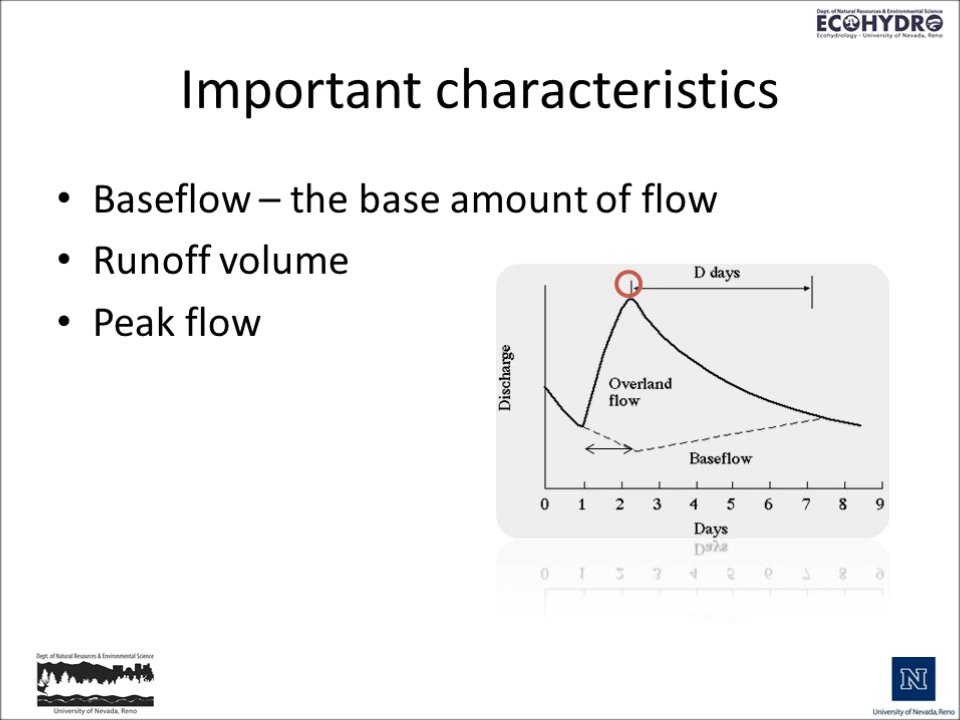 Dept. of Natural Resources & Environmental Science
ECOHYDRO
Ecohydrology - University of Nevada, Reno
Important characteristics
• Baseflow – the base amount of flow
• Runoff volume
• Peak flow
D days
Discharge
Overland
flow
Baseflow
0 1 2 3 4 5 6 7 8 9
Days
Dept. of Natural Resources & Environmental Science
University of Nevada, Reno
N
University of Nevada, Reno